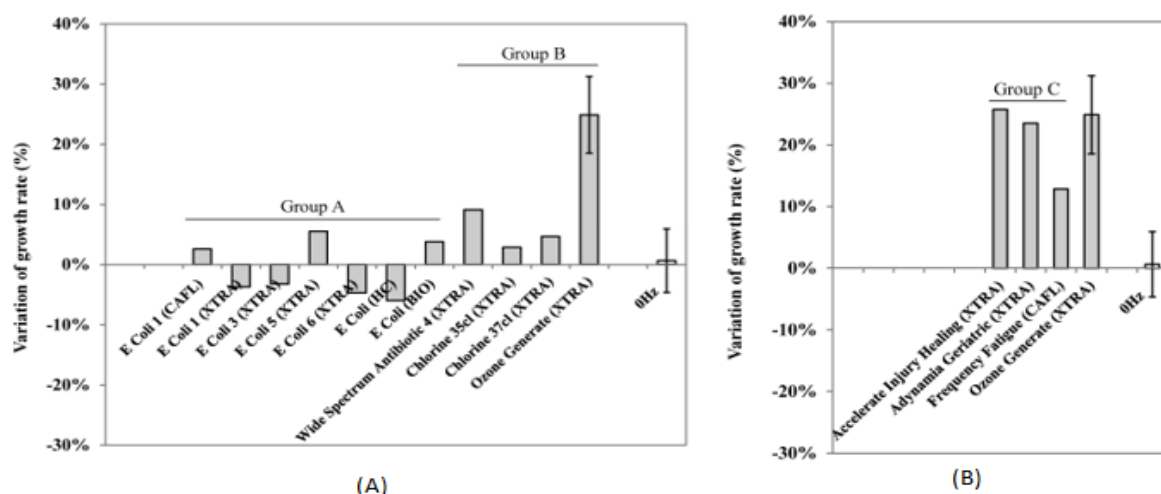 40%
30%
20%
10%
0%
-10%
-20%
-30%
Variation of growth rate (%)
Group A
Group B
E Coli 1 (CAFL)
E Coli 1 (XTRA)
E Coli 3 (XTRA)
E Coli 5 (XTRA)
E Coli 6 (XTRA)
E Coli (HC)
E Coli (BIO)
Wide Spectrum Antibiotic 4 (XTRA)
Chlorine 35cl (XTRA)
Chlorine 37cl (XTRA)
Ozone Generate (XTRA)
0Hz
(A)
40%
30%
20%
10%
0%
-10%
-20%
-30%
Variation of growth rate (%)
Group C
Accelerate Injury Healing (XTRA)
Adynamia Geriatric (XTRA)
Frequency Fatigue (CAFL)
Ozone Generate (XTRA)
0Hz
(B)